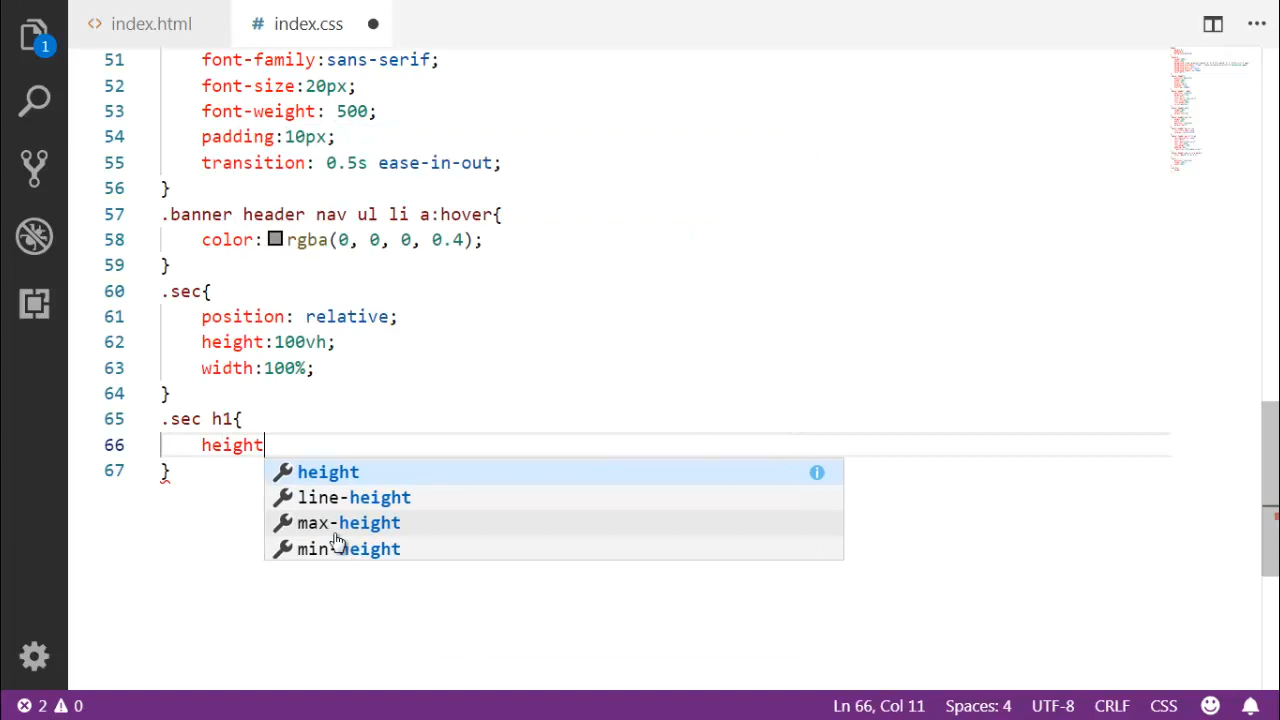 <> index.html # index.css
51 font-family:sans-serif;
52 font-size:20px;
53 font-weight: 500;
54 padding:10px;
55 transition: 0.5s ease-in-out;
56 }
57 .banner header nav ul li a:hover{
58 color:rgba(0, 0, 0, 0.4);
59 }
60 .sec{
61 position: relative;
62 height:100vh;
63 width:100%;
64 }
65 .sec h1{
66 height
67 }
height
line-height
max-height
min-height
1
2 0 Ln 66, Col 11 Spaces: 4 UTF-8 CRLF CSS